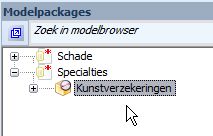 Modelpackages
Zoek in modelbrowser
Schade
Specialties
Kunstverzekeringen